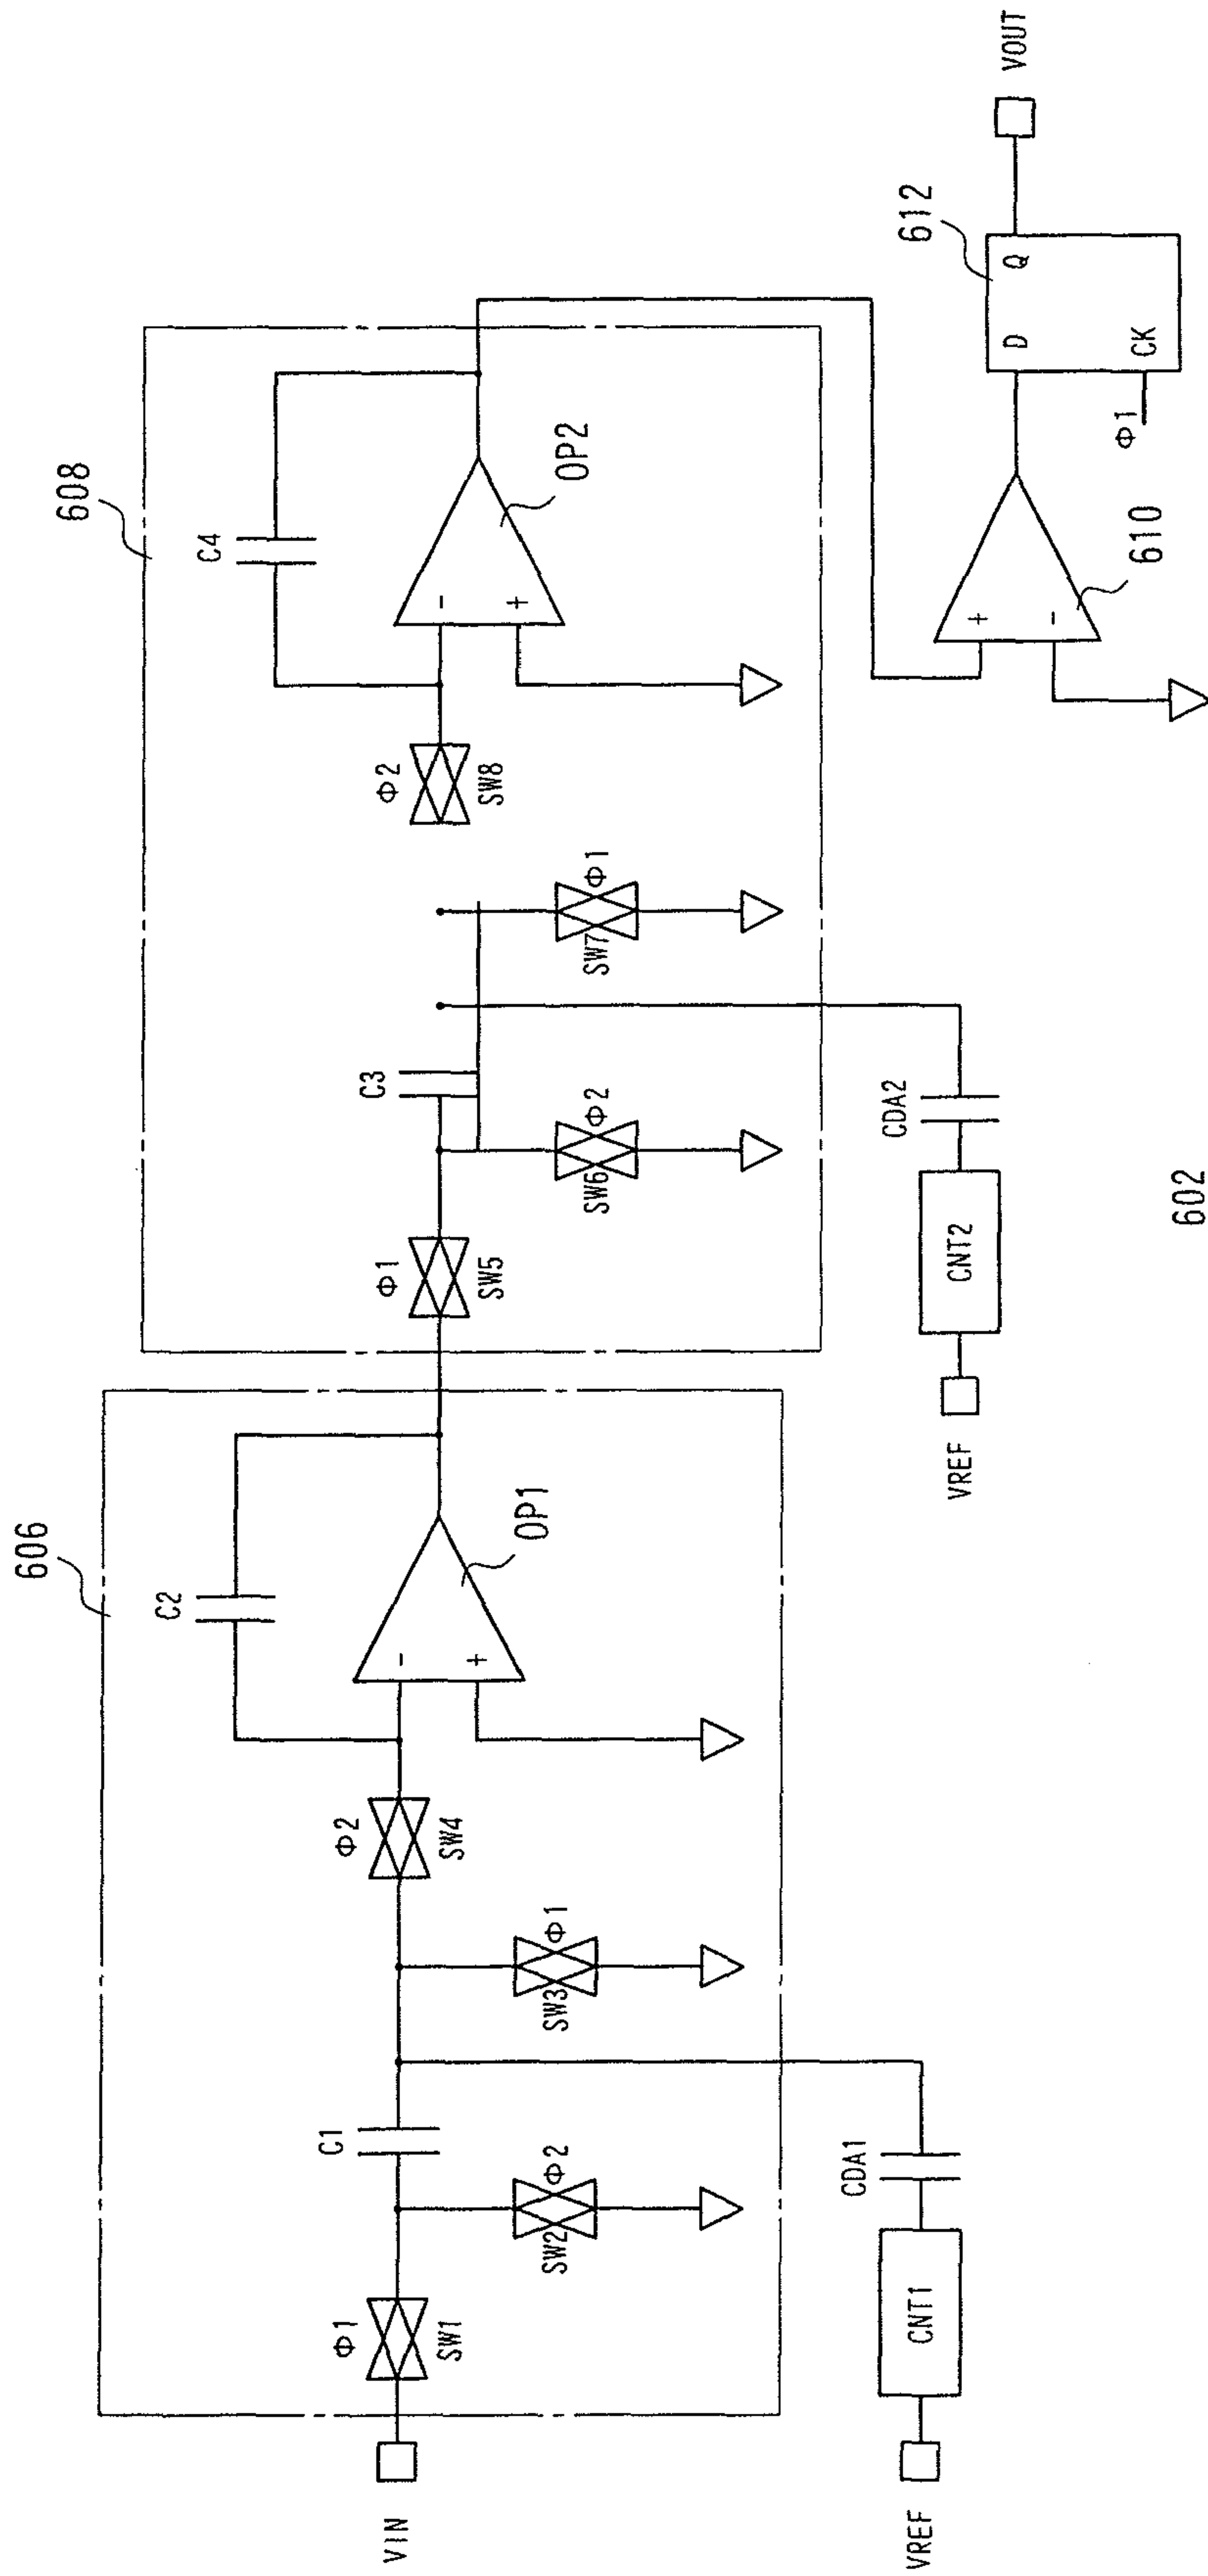 606
608
C2
C4
Φ1
SW1
C1
Φ2
SW2
Φ1
SW3
Φ2
SW4
-
+
OP1
Φ1
SW5
C3
Φ2
SW6
Φ1
SW7
Φ2
SW8
-
+
OP2
VIN
VREF
CNT1
CDA1
VREF
CNT2
CDA2
+
-
610
612
D
Q
CK
Φ1
VOUT
602